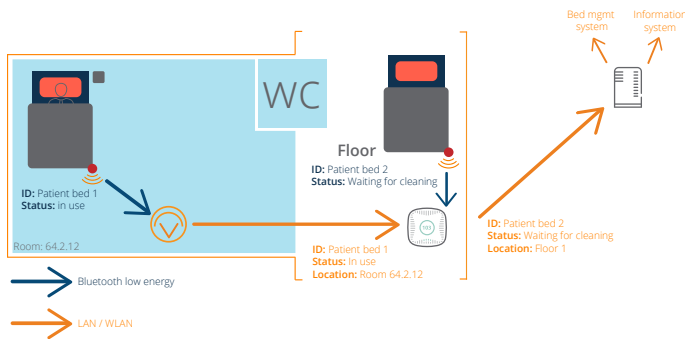 Bed mgmt
system
Information
system
WC
Floor
ID: Patient bed 2
Status: Waiting for cleaning
ID: Patient bed 1
Status: in use
Room: 64.2.12
ID: Patient bed 1
Status: In use
Location: Room 64.2.12
ID: Patient bed 2
Status: Waiting for cleaning
Location: Floor 1
Bluetooth low energy
LAN / WLAN